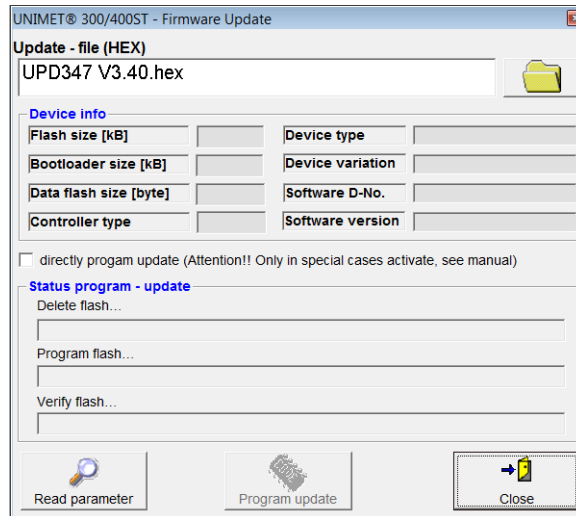 UNIMET® 300/400ST - Firmware Update
Update - file (HEX)
UPD347 V3.40.hex
Device info
Flash size [kB] Device type
Bootloader size [kB] Device variation
Data flash size [byte] Software D-No.
Controller type Software version
directly progam update (Attention!! Only in special cases activate, see manual)
Status program - update
Delete flash...
Program flash...
Verify flash...
Read parameter Program update Close